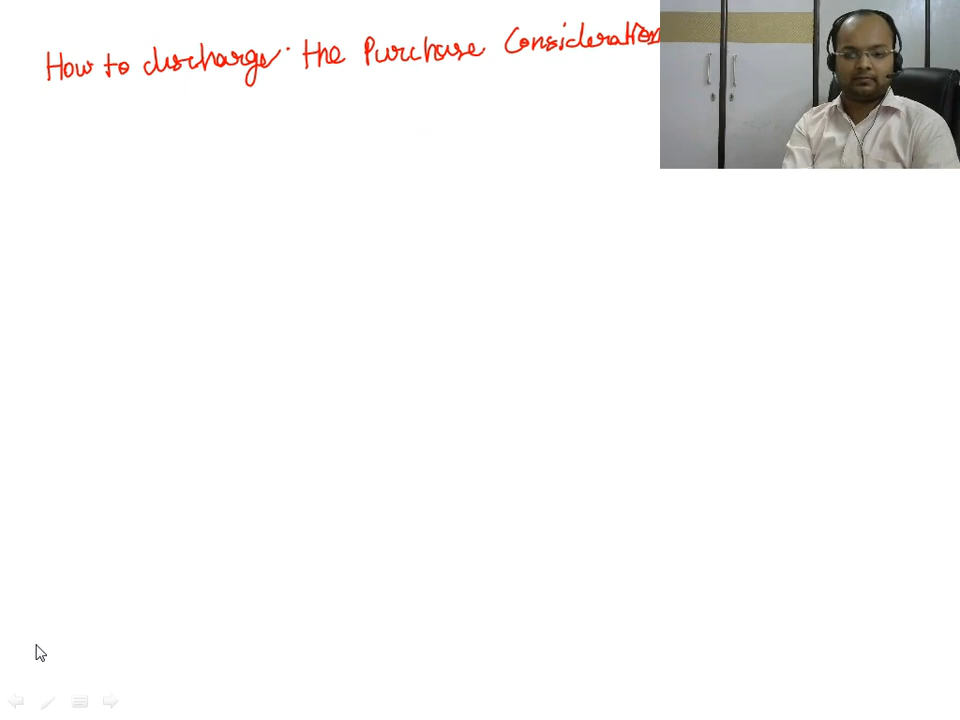 How to discharge the Purchase Consideration